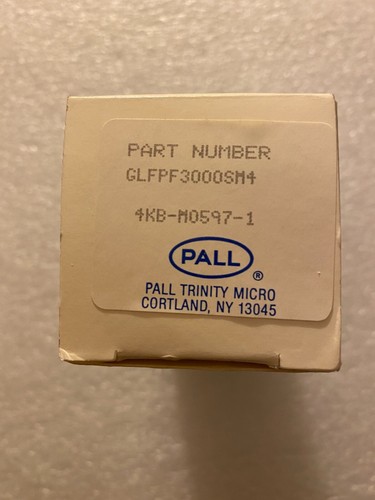 PART NUMBER
GLFPF3000SM4
4KB-M0597-1
PALL
®
PALL TRINITY MICRO
CORTLAND, NY 13045